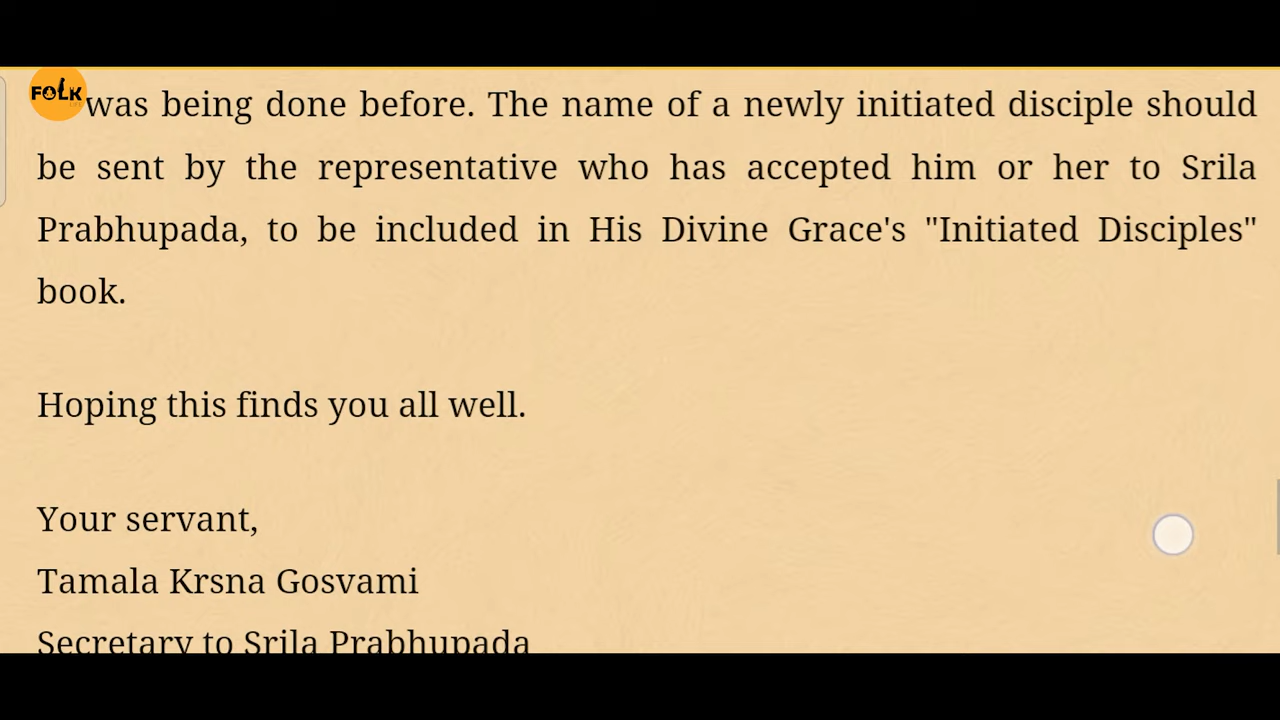 FOLK
was being done before. The name of a newly initiated disciple should
be sent by the representative who has accepted him or her to Srila
Prabhupada, to be included in His Divine Grace's "Initiated Disciples"
book.
Hoping this finds you all well.
Your servant,
Tamala Krsna Gosvami
Secretary to Srila Prabhupada